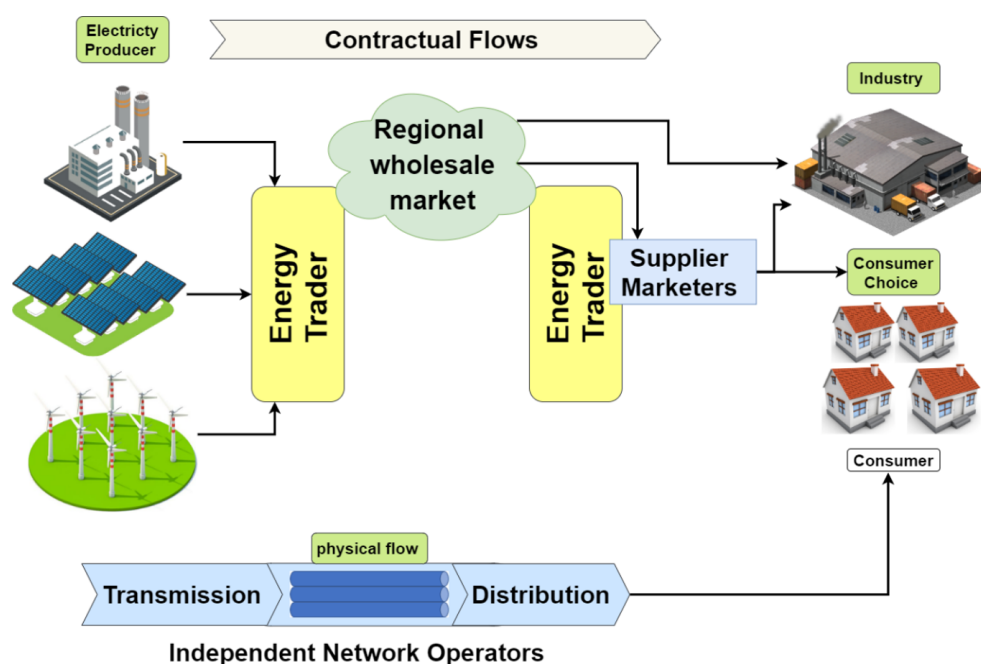 Electricty
Producer
Contractual Flows
Industry
Regional
wholesale
market
Energy
Trader
Energy
Trader
Supplier
Marketers
Consumer
Choice
Consumer
physical flow
Transmission
Distribution
Independent Network Operators